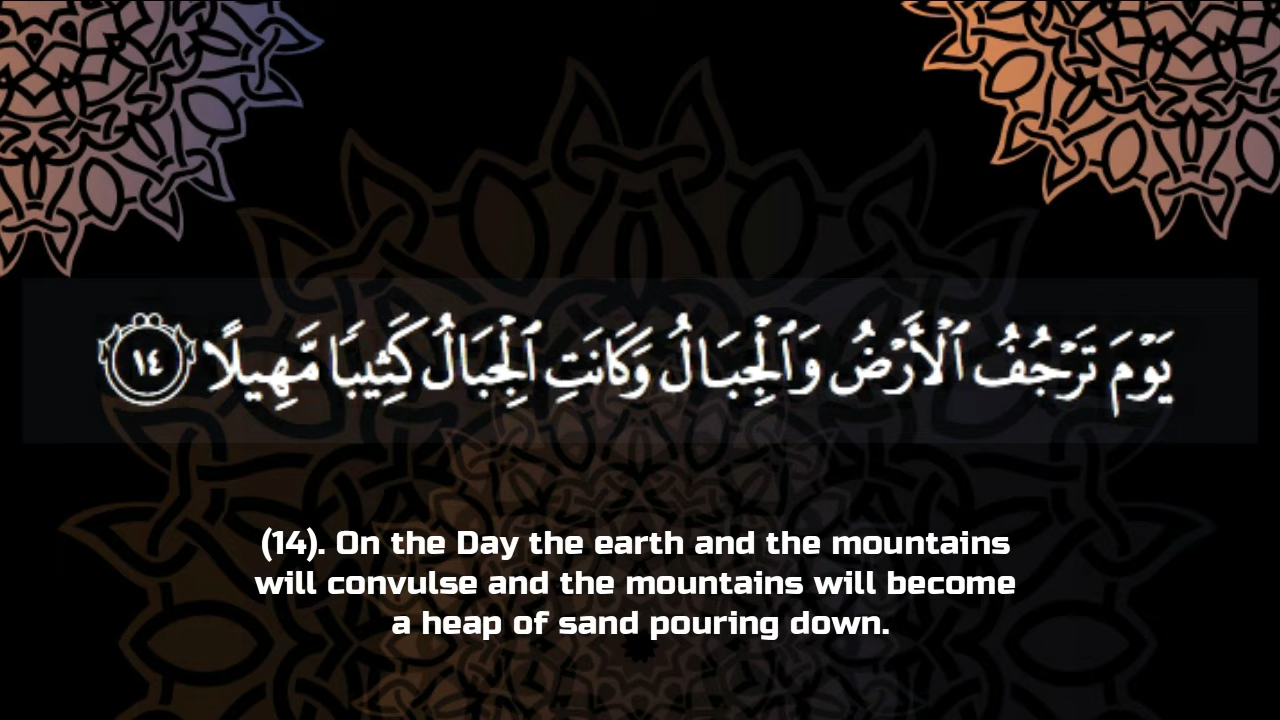 يَوْمَ تَرْجُفُ ٱلْأَرْضُ وَٱلْجِبَالُ وَكَانَتِ ٱلْجِبَالُ كَثِيبًا مَّهِيلًا ١٤
(14). On the Day the earth and the mountains
will convulse and the mountains will become
a heap of sand pouring down.